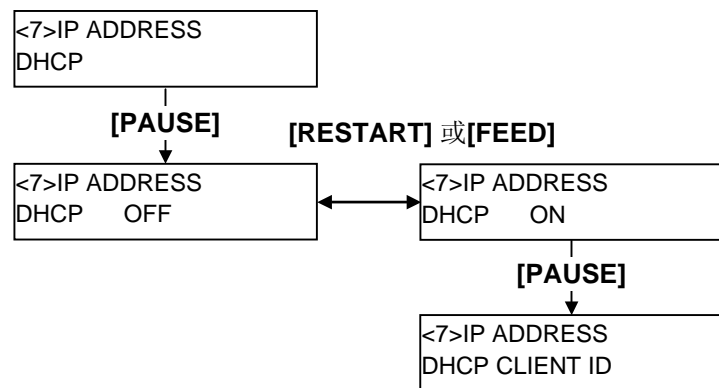 <7>IP ADDRESS
DHCP
[PAUSE]
[RESTART] 或[FEED]
<7>IP ADDRESS
DHCP OFF
<7>IP ADDRESS
DHCP ON
[PAUSE]
<7>IP ADDRESS
DHCP CLIENT ID